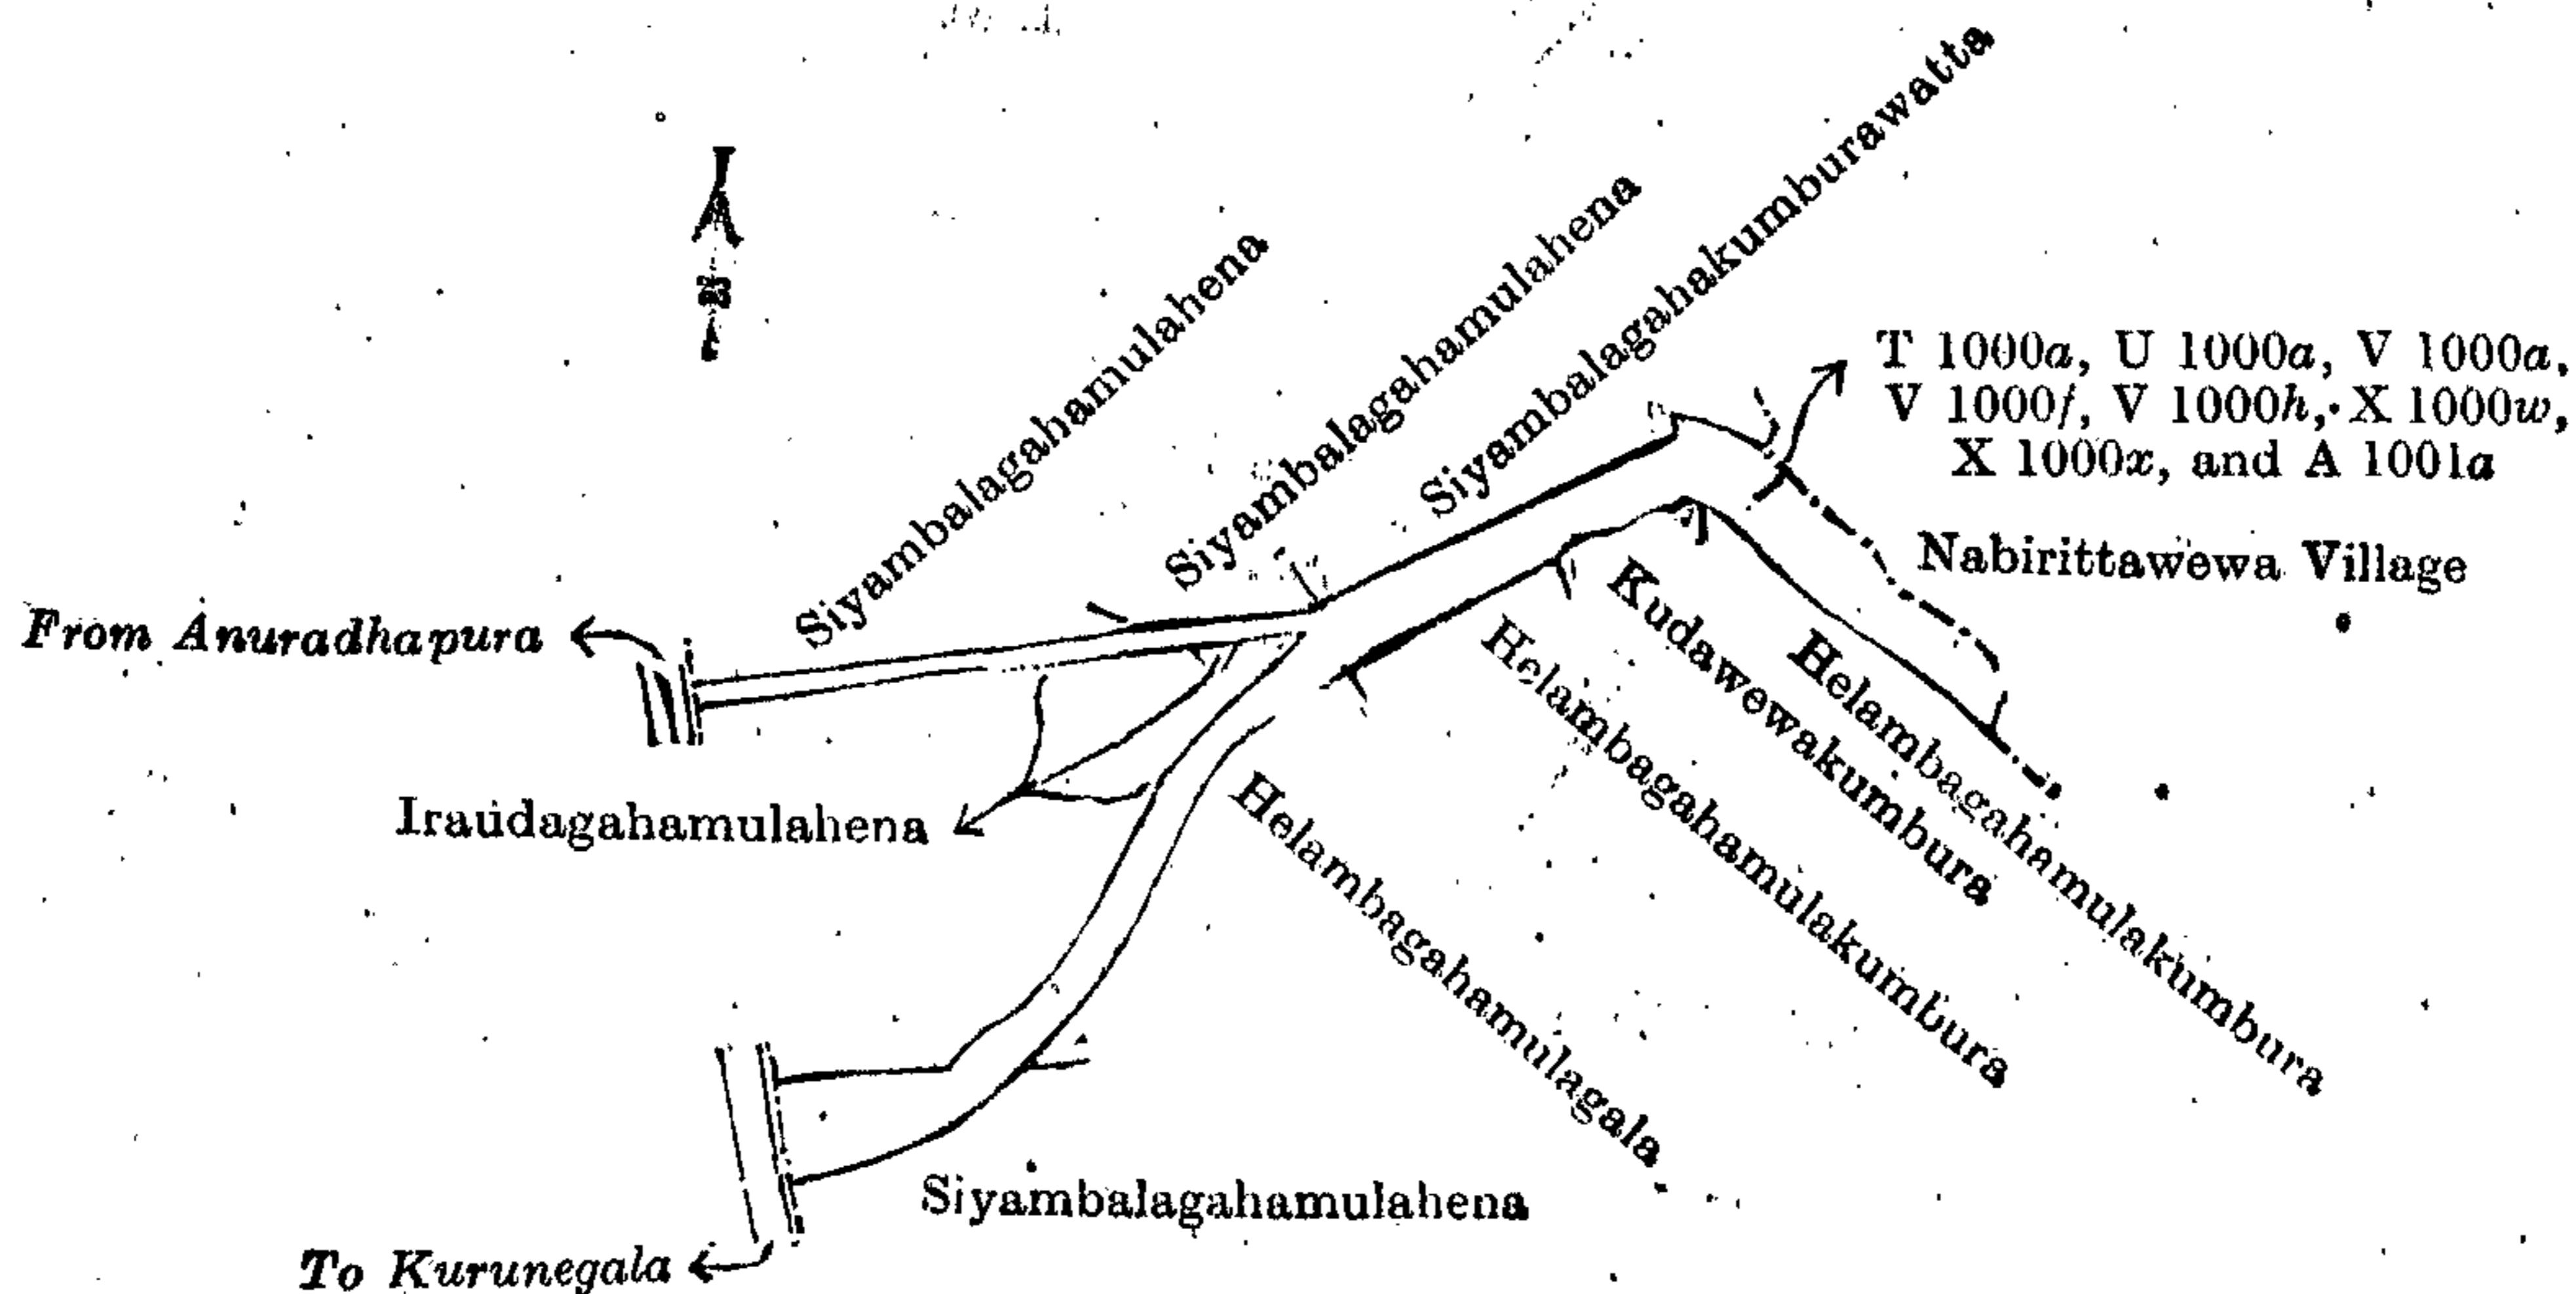 Siyambalagahamulahena
Siyambalagahamulahena
Siyambalagahakumburawatta
T 1000a, U 1000a, V 1000a,
V 1000f, V 1000h, X 1000w,
X 1000x, and A 1001a
Nabirittawewa Village
From Anuradhapura
Kudawewakumbura
Helambagahamulakumbura
Helambagahamulakumbura
Iraudagahamulahena
Helambagahamulagala
Siyambalagahamulahena
To Kurunegala